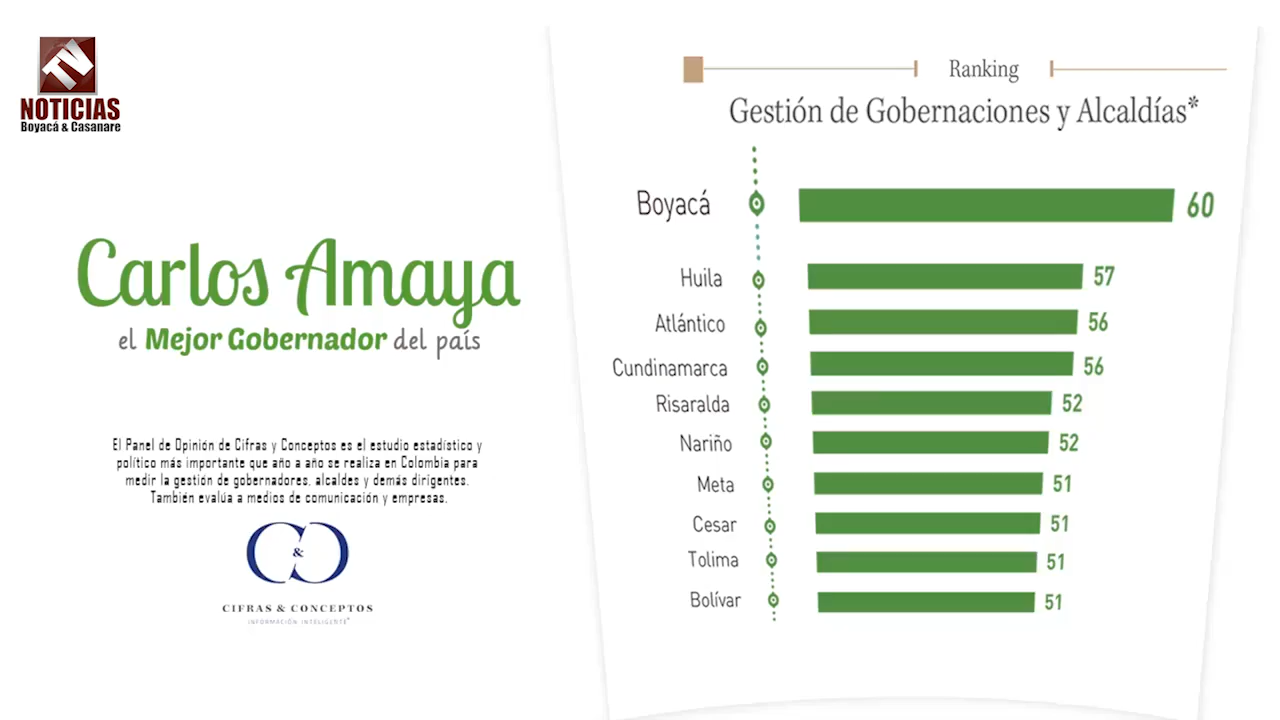 TV
NOTICIAS
Boyacá & Casanare
Carlos Amaya
el Mejor Gobernador del país
El Panel de Opinión de Cifras y Conceptos es el estudio estadístico y
político más importante que año a año se realiza en Colombia para
medir la gestión de gobernadores, alcaldes y demás dirigentes.
También evalúa a medios de comunicación y empresas.
C&C
CIFRAS & CONCEPTOS
INFORMACIÓN INTELIGENTE®
Ranking
Gestión de Gobernaciones y Alcaldías*
Boyacá 60
Huila 57
Atlántico 56
Cundinamarca 56
Risaralda 52
Nariño 52
Meta 51
Cesar 51
Tolima 51
Bolívar 51